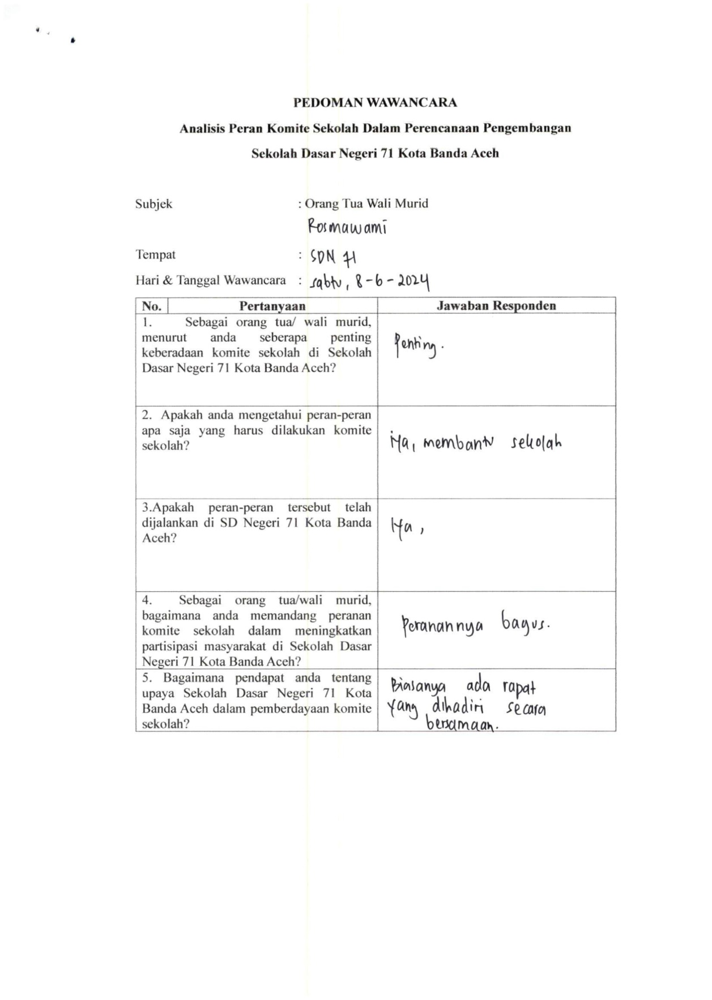 PEDOMAN WAWANCARA
Analisis Peran Komite Sekolah Dalam Perencanaan Pengembangan
Sekolah Dasar Negeri 71 Kota Banda Aceh
Subjek : Orang Tua Wali Murid
Rosmawami
Tempat : SDN 71
Hari & Tanggal Wawancara : sabtu, 8-6-2024
No. Pertanyaan Jawaban Responden
1. Sebagai orang tua/ wali murid,
menurut anda seberapa penting
keberadaan komite sekolah di Sekolah
Dasar Negeri 71 Kota Banda Aceh?
Penting.
2. Apakah anda mengetahui peran-peran
apa saja yang harus dilakukan komite
sekolah?
iya, membantu sekolah
3.Apakah peran-peran tersebut telah
dijalankan di SD Negeri 71 Kota Banda
Aceh?
Iya,
4. Sebagai orang tua/wali murid,
bagaimana anda memandang peranan
komite sekolah dalam meningkatkan
partisipasi masyarakat di Sekolah Dasar
Negeri 71 Kota Banda Aceh?
Peranannya bagus.
5. Bagaimana pendapat anda tentang
upaya Sekolah Dasar Negeri 71 Kota
Banda Aceh dalam pemberdayaan komite
sekolah?
Biasanya ada rapat
yang dihadiri secara
bersamaan.